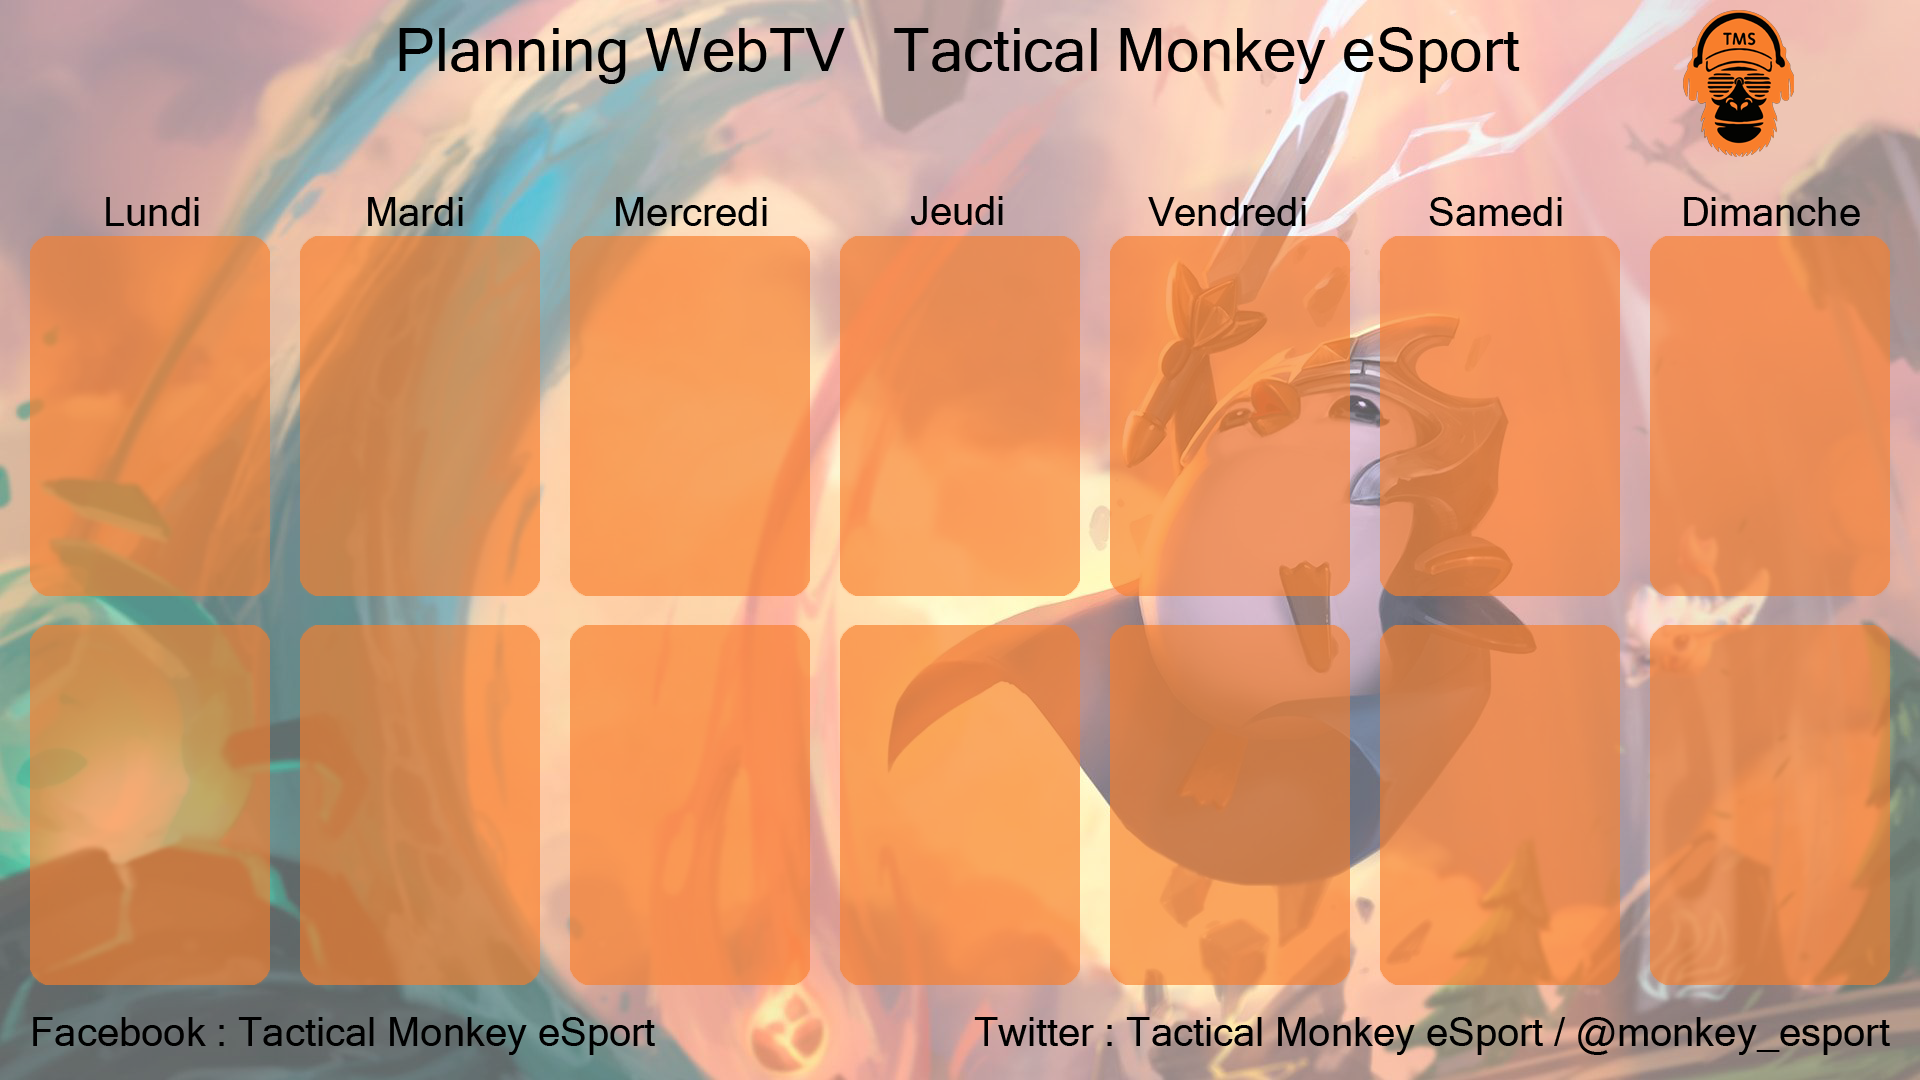 Planning WebTV Tactical Monkey eSport
TMS
Lundi Mardi Mercredi Jeudi Vendredi Samedi Dimanche
Facebook : Tactical Monkey eSport Twitter : Tactical Monkey eSport / @monkey_esport